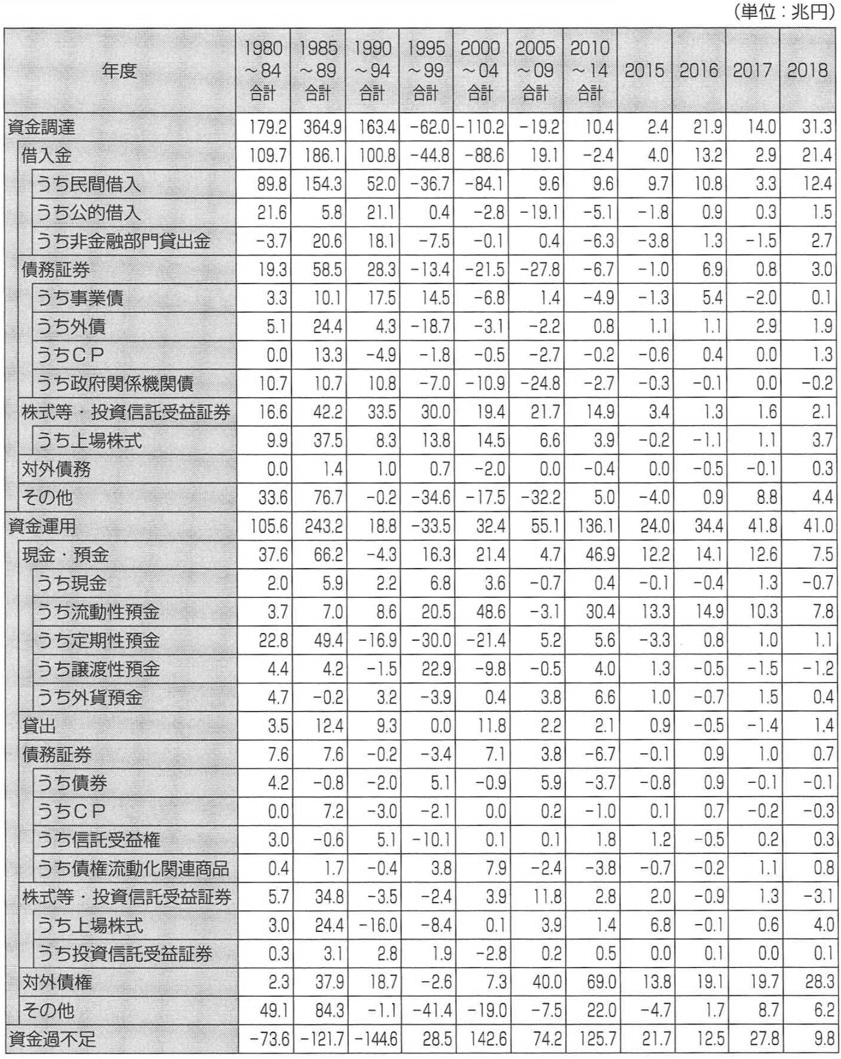 （単位：兆円）
年度 1980～84合計 1985～89合計 1990～94合計 1995～99合計 2000～04合計 2005～09合計 2010～14合計 2015 2016 2017 2018
資金調達 179.2 364.9 163.4 −62.0 −110.2 −19.2 10.4 2.4 21.9 14.0 31.3
借入金 109.7 186.1 100.8 −44.8 −88.6 19.1 −2.4 4.0 13.2 2.9 21.4
うち民間借入 89.8 154.3 52.0 −36.7 −84.1 9.6 9.6 9.7 10.8 3.3 12.4
うち公的借入 21.6 5.8 21.1 0.4 −2.8 −19.1 −5.1 −1.8 0.9 0.3 1.5
うち非金融部門貸出金 −3.7 20.6 18.1 −7.5 −0.1 0.4 −6.3 −3.8 1.3 −1.5 2.7
債務証券 19.3 58.5 28.3 −13.4 −21.5 −27.8 −6.7 −1.0 6.9 0.8 3.0
うち事業債 3.3 10.1 17.5 14.5 −6.8 1.4 −4.9 −1.3 5.4 −2.0 0.1
うち外債 5.1 24.4 4.3 −18.7 −3.1 −2.2 0.8 1.1 1.1 2.9 1.9
うちＣＰ 0.0 13.3 −4.9 −1.8 −0.5 −2.7 −0.2 −0.6 0.4 0.0 1.3
うち政府関係機関債 10.7 10.7 10.8 −7.0 −10.9 −24.8 −2.7 −0.3 −0.1 0.0 −0.2
株式等・投資信託受益証券 16.6 42.2 33.5 30.0 19.4 21.7 14.9 3.4 1.3 1.6 2.1
うち上場株式 9.9 37.5 8.3 13.8 14.5 6.6 3.9 −0.2 −1.1 1.1 3.7
対外債務 0.0 1.4 1.0 0.7 −2.0 0.0 −0.4 0.0 −0.5 −0.1 0.3
その他 33.6 76.7 −0.2 −34.6 −17.5 −32.2 5.0 −4.0 0.9 8.8 4.4
資金運用 105.6 243.2 18.8 −33.5 32.4 55.1 136.1 24.0 34.4 41.8 41.0
現金・預金 37.6 66.2 −4.3 16.3 21.4 4.7 46.9 12.2 14.1 12.6 7.5
うち現金 2.0 5.9 2.2 6.8 3.6 −0.7 0.4 −0.1 −0.4 1.3 −0.7
うち流動性預金 3.7 7.0 8.6 20.5 48.6 −3.1 30.4 13.3 14.9 10.3 7.8
うち定期性預金 22.8 49.4 −16.9 −30.0 −21.4 5.2 5.6 −3.3 0.8 1.0 1.1
うち譲渡性預金 4.4 4.2 −1.5 22.9 −9.8 −0.5 4.0 1.3 −0.5 −1.5 −1.2
うち外貨預金 4.7 −0.2 3.2 −3.9 0.4 3.8 6.6 1.0 −0.7 1.5 0.4
貸出 3.5 12.4 9.3 0.0 11.8 2.2 2.1 0.9 −0.5 −1.4 1.4
債務証券 7.6 7.6 −0.2 −3.4 7.1 3.8 −6.7 −0.1 0.9 1.0 0.7
うち債券 4.2 −0.8 −2.0 5.1 −0.9 5.9 −3.7 −0.8 0.9 −0.1 −0.1
うちＣＰ 0.0 7.2 −3.0 −2.1 0.0 0.2 −1.0 0.1 0.7 −0.2 −0.3
うち信託受益権 3.0 −0.6 5.1 −10.1 0.1 0.1 1.8 1.2 −0.5 0.2 0.3
うち債権流動化関連商品 0.4 1.7 −0.4 3.8 7.9 −2.4 −3.8 −0.7 −0.2 1.1 0.8
株式等・投資信託受益証券 5.7 34.8 −3.5 −2.4 3.9 11.8 2.8 2.0 −0.9 1.3 −3.1
うち上場株式 3.0 24.4 −16.0 −8.4 0.1 3.9 1.4 6.8 −0.1 0.6 4.0
うち投資信託受益証券 0.3 3.1 2.8 1.9 −2.8 0.2 0.5 0.0 0.1 0.0 0.1
対外債権 2.3 37.9 18.7 −2.6 7.3 40.0 69.0 13.8 19.1 19.7 28.3
その他 49.1 84.3 −1.1 −41.4 −19.0 −7.5 22.0 −4.7 1.7 8.7 6.2
資金過不足 −73.6 −121.7 −144.6 28.5 142.6 74.2 125.7 21.7 12.5 27.8 9.8